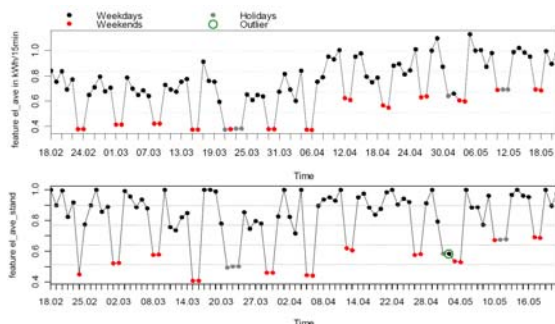 Weekdays Holidays
Weekends Outlier
feature el_ave in kWh/15min
1.0
0.8
0.6
0.4
18.02 24.02 01.03 07.03 13.03 19.03 25.03 31.03 06.04 12.04 18.04 24.04 30.04 06.05 12.05 18.05
Time
feature el_ave_stand
1.0
0.8
0.6
0.4
18.02 25.02 02.03 08.03 14.03 20.03 26.03 01.04 08.04 14.04 22.04 28.04 04.05 10.05 16.05
Time